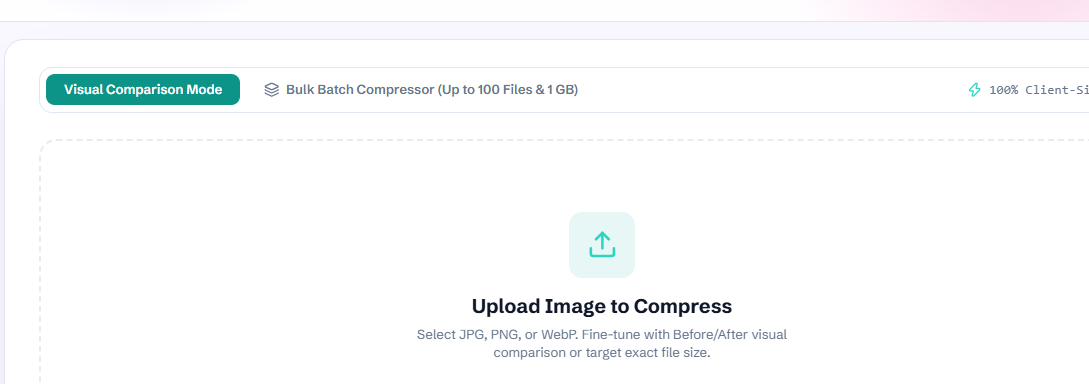 Visual Comparison Mode
Bulk Batch Compressor (Up to 100 Files & 1 GB)
100% Client-Si
Upload Image to Compress
Select JPG, PNG, or WebP. Fine-tune with Before/After visual
comparison or target exact file size.